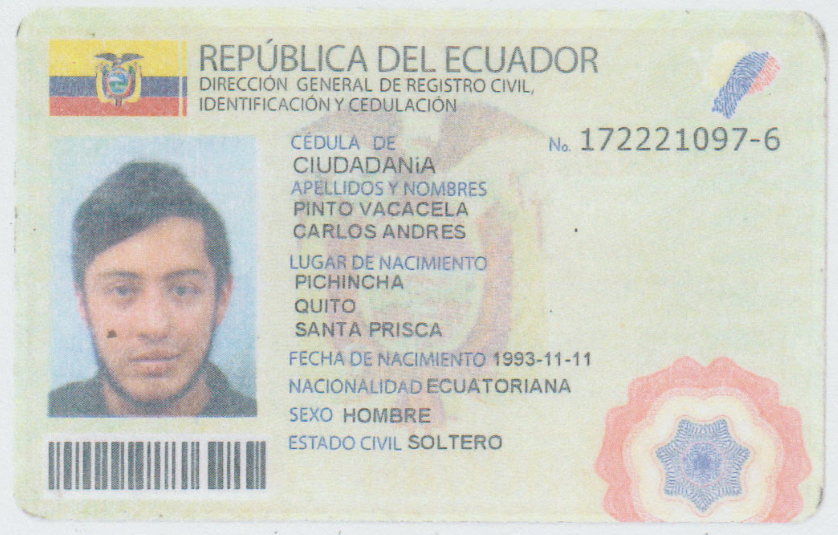 REPÚBLICA DEL ECUADOR
DIRECCIÓN GENERAL DE REGISTRO CIVIL,
IDENTIFICACIÓN Y CEDULACIÓN
CÉDULA DE No. 172221097-6
CIUDADANíA
APELLIDOS Y NOMBRES
PINTO VACACELA
CARLOS ANDRES
LUGAR DE NACIMIENTO
PICHINCHA
QUITO
SANTA PRISCA
FECHA DE NACIMIENTO 1993-11-11
NACIONALIDAD ECUATORIANA
SEXO HOMBRE
ESTADO CIVIL SOLTERO